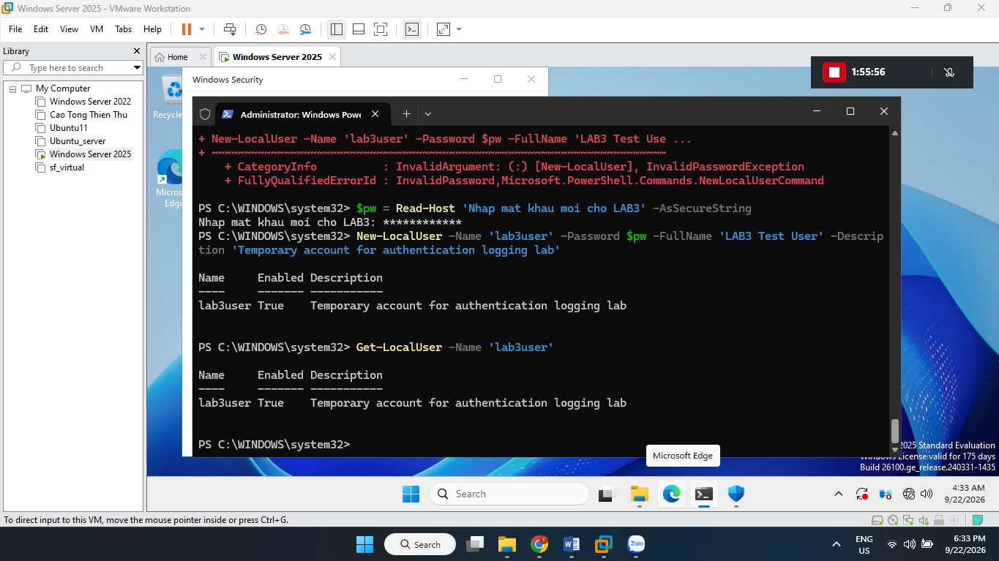 Windows Server 2025 - VMware Workstation
File Edit View VM Tabs Help
Library
Type here to search
My Computer
Windows Server 2022
Cao Tong Thien Thu
Ubuntu11
Ubuntu_server
Windows Server 2025
sf_virtual
Home
Windows Server 2025
1:55:56
Recycle
Micros
Edge
Windows Security
Administrator: Windows Powe
+ New-LocalUser -Name 'lab3user' -Password $pw -FullName 'LAB3 Test Use ...
+ ~~~~~~~~~~~~~~~~~~~~~~~~~~~~~~~~~~~~~~~~~~~~~~~~~~~~~~~~~~~~~~~~~~~~~
+ CategoryInfo : InvalidArgument: (:) [New-LocalUser], InvalidPasswordException
+ FullyQualifiedErrorId : InvalidPassword,Microsoft.PowerShell.Commands.NewLocalUserCommand
PS C:\WINDOWS\system32> $pw = Read-Host 'Nhap mat khau moi cho LAB3' -AsSecureString
Nhap mat khau moi cho LAB3: ************
PS C:\WINDOWS\system32> New-LocalUser -Name 'lab3user' -Password $pw -FullName 'LAB3 Test User' -Descrip
tion 'Temporary account for authentication logging lab'
Name Enabled Description
---- ------- -----------
lab3user True Temporary account for authentication logging lab
PS C:\WINDOWS\system32> Get-LocalUser -Name 'lab3user'
Name Enabled Description
---- ------- -----------
lab3user True Temporary account for authentication logging lab
PS C:\WINDOWS\system32>
Microsoft Edge
2025 Standard Evaluation
Windows License valid for 175 days
Build 26100.ge_release.240331-1435
Search
4:33 AM
9/22/2026
To direct input to this VM, move the mouse pointer inside or press Ctrl+G.
Search
Zalo
ENG
US
6:33 PM
9/22/2026